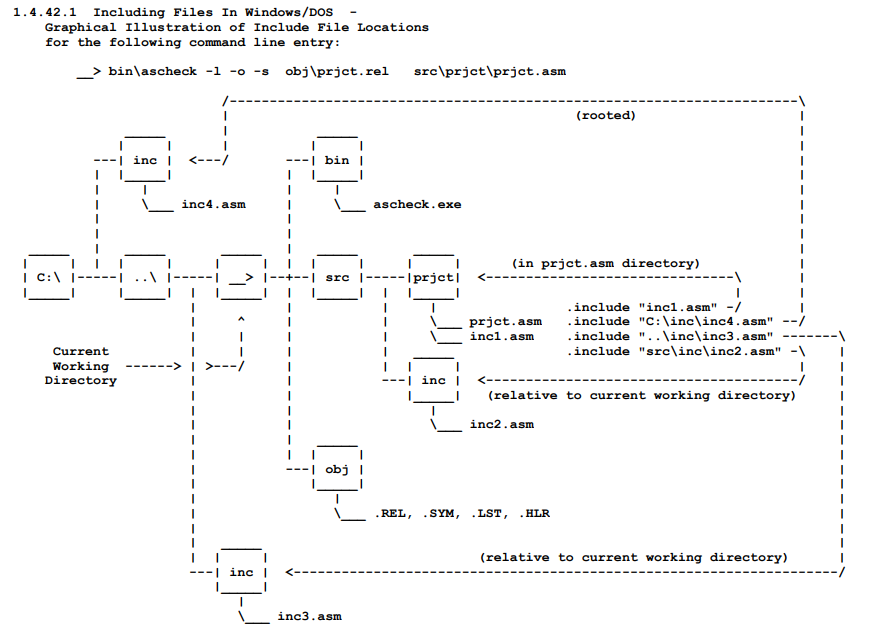 1.4.42.1  Including Files In Windows/DOS  -
Graphical Illustration of Include File Locations
for the following command line entry:
__> bin\ascheck -l -o -s  obj\prjct.rel   src\prjct\prjct.asm
(rooted)
inc
bin
inc4.asm
ascheck.exe
(in prjct.asm directory)
C:\
..\
__>
src
prjct
.include "inc1.asm"
prjct.asm
.include "C:\inc\inc4.asm"
inc1.asm
.include "..\inc\inc3.asm"
.include "src\inc\inc2.asm"
Current
Working
Directory
inc
(relative to current working directory)
inc2.asm
obj
.REL, .SYM, .LST, .HLR
(relative to current working directory)
inc
inc3.asm